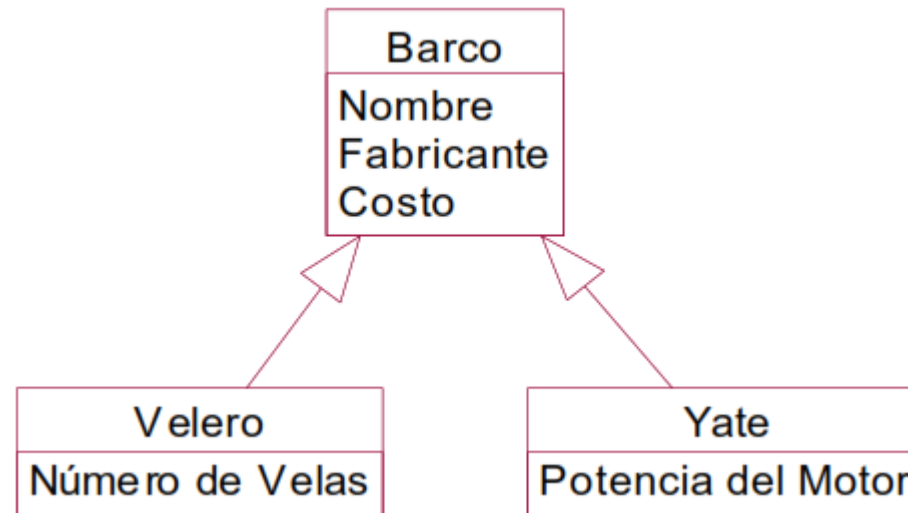 Barco
Nombre
Fabricante
Costo
Velero
Número de Velas
Yate
Potencia del Motor